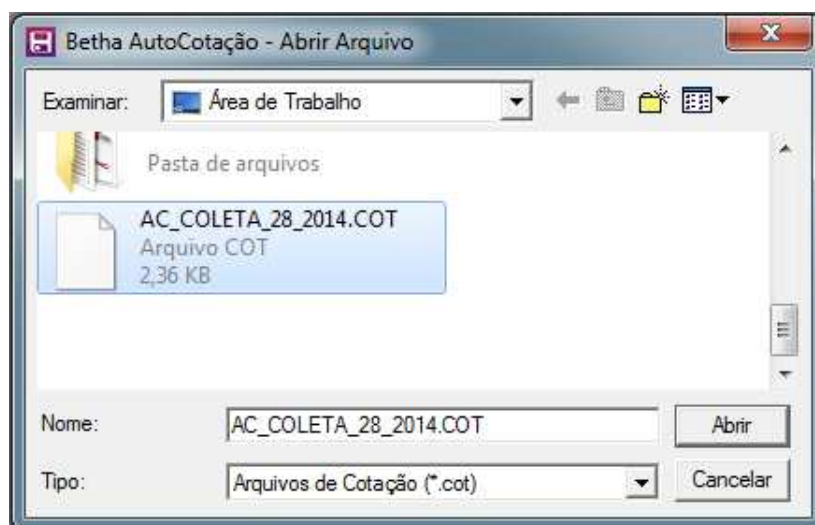 Betha AutoCotação - Abrir Arquivo
Examinar: Área de Trabalho
Pasta de arquivos
AC_COLETA_28_2014.COT
Arquivo COT
2,36 KB
Nome: AC_COLETA_28_2014.COT Abrir
Tipo: Arquivos de Cotação (*.cot) Cancelar